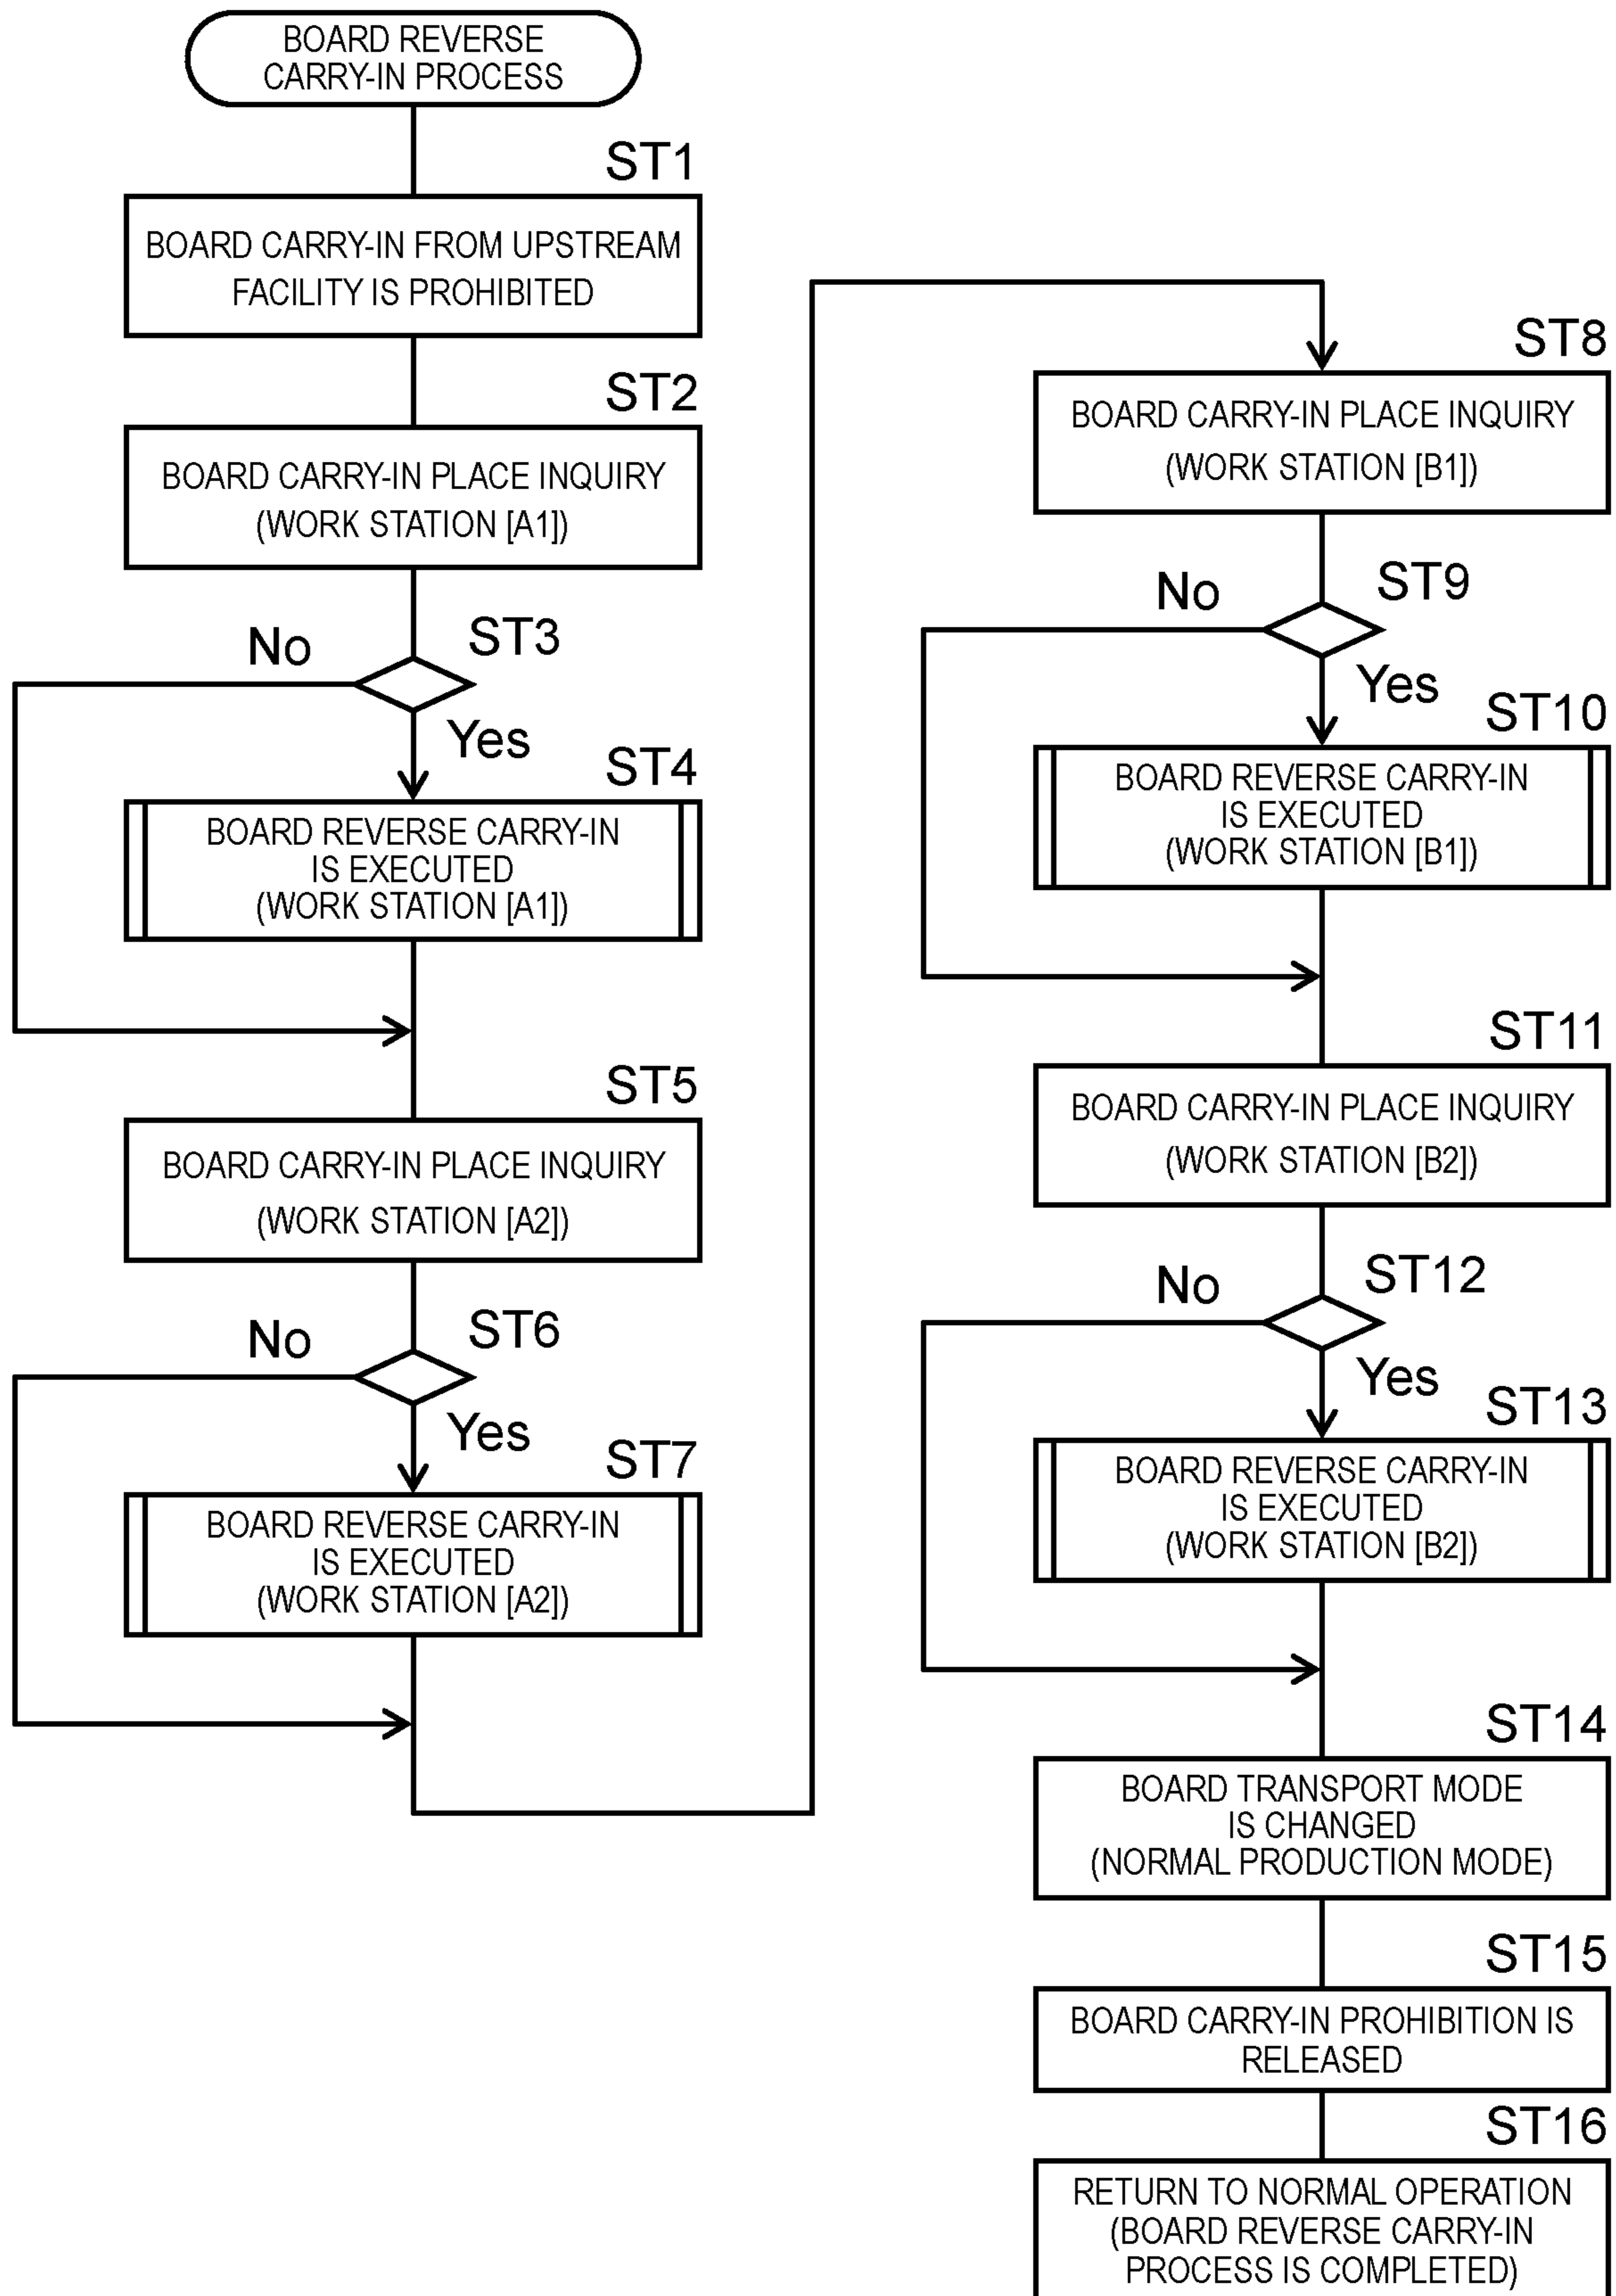 BOARD REVERSE
CARRY-IN PROCESS
ST1
BOARD CARRY-IN FROM UPSTREAM
FACILITY IS PROHIBITED
ST2
BOARD CARRY-IN PLACE INQUIRY
(WORK STATION [A1])
ST3
No
Yes
ST4
BOARD REVERSE CARRY-IN
IS EXECUTED
(WORK STATION [A1])
ST5
BOARD CARRY-IN PLACE INQUIRY
(WORK STATION [A2])
ST6
No
Yes
ST7
BOARD REVERSE CARRY-IN
IS EXECUTED
(WORK STATION [A2])
ST8
BOARD CARRY-IN PLACE INQUIRY
(WORK STATION [B1])
ST9
No
Yes
ST10
BOARD REVERSE CARRY-IN
IS EXECUTED
(WORK STATION [B1])
ST11
BOARD CARRY-IN PLACE INQUIRY
(WORK STATION [B2])
ST12
No
Yes
ST13
BOARD REVERSE CARRY-IN
IS EXECUTED
(WORK STATION [B2])
ST14
BOARD TRANSPORT MODE
IS CHANGED
(NORMAL PRODUCTION MODE)
ST15
BOARD CARRY-IN PROHIBITION IS
RELEASED
ST16
RETURN TO NORMAL OPERATION
(BOARD REVERSE CARRY-IN
PROCESS IS COMPLETED)